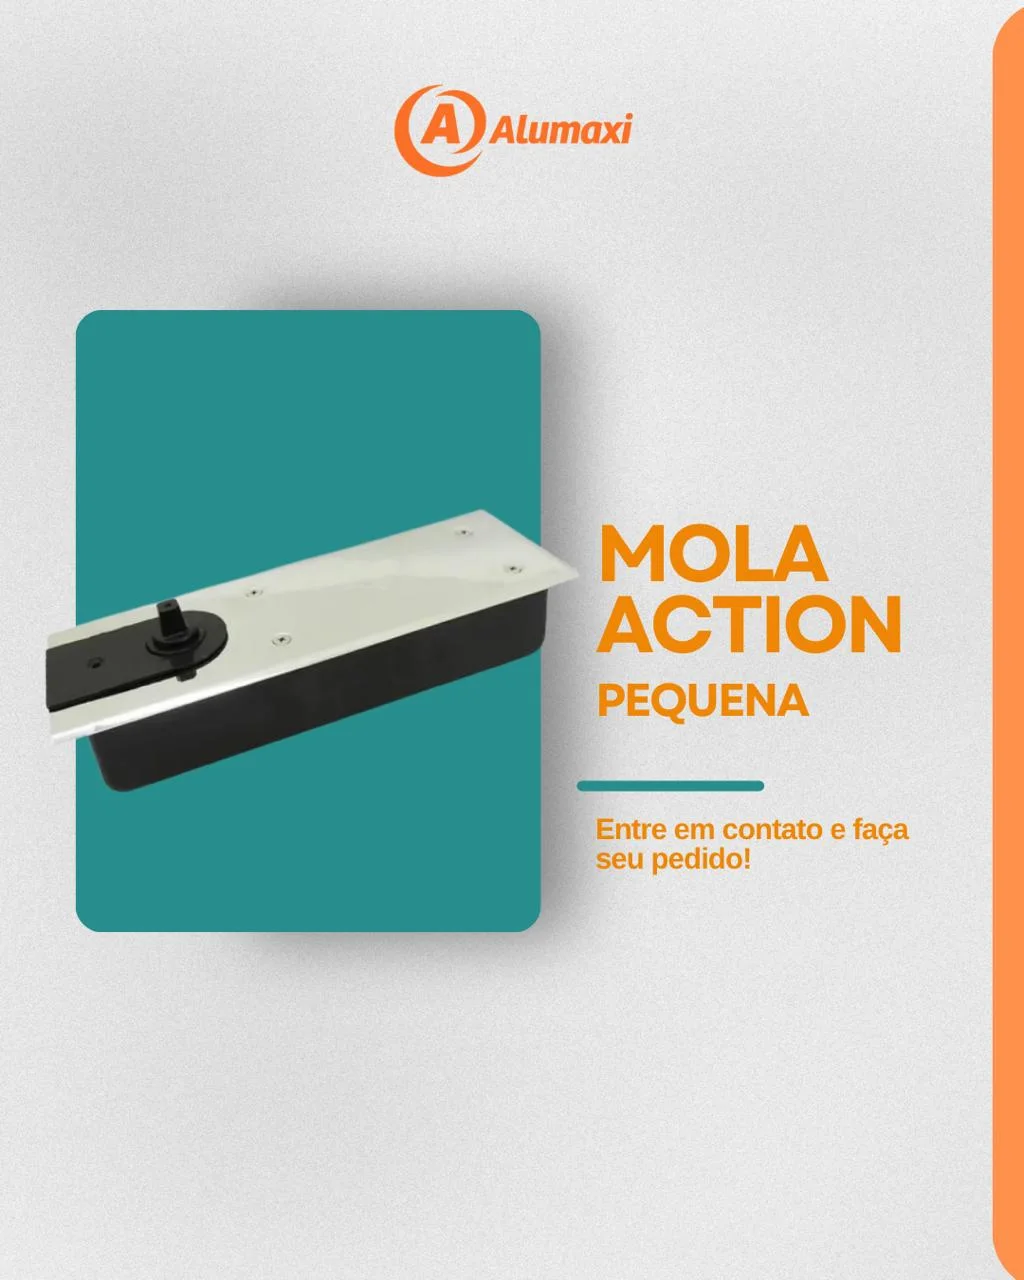 A Alumaxi
MOLA
ACTION
PEQUENA
Entre em contato e faça
seu pedido!